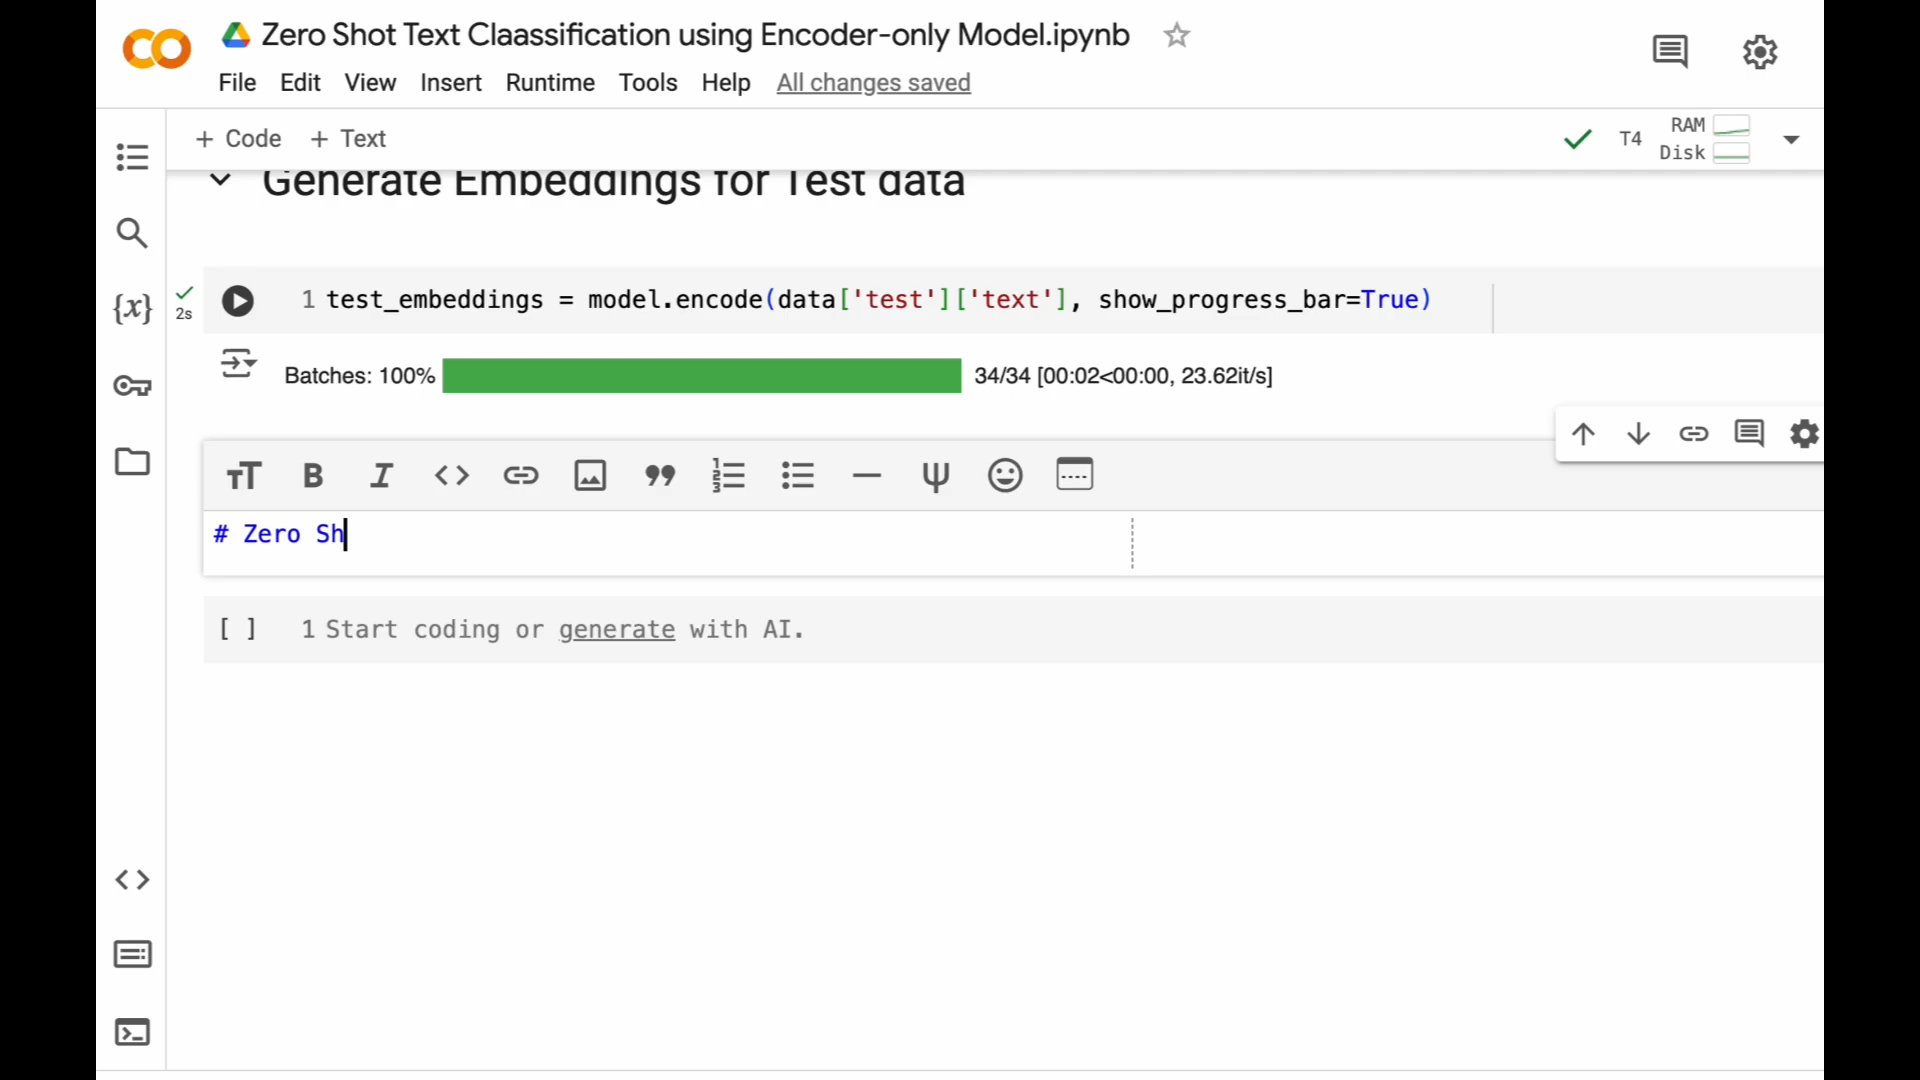 Zero Shot Text Claassification using Encoder-only Model.ipynb
File Edit View Insert Runtime Tools Help All changes saved
+ Code + Text
T4 RAM
Disk
Generate Embeddings for Test data
{x}
2s
1 test_embeddings = model.encode(data['test']['text'], show_progress_bar=True)
Batches: 100% 34/34 [00:02<00:00, 23.62it/s]
# Zero Sh
[ ] 1 Start coding or generate with AI.